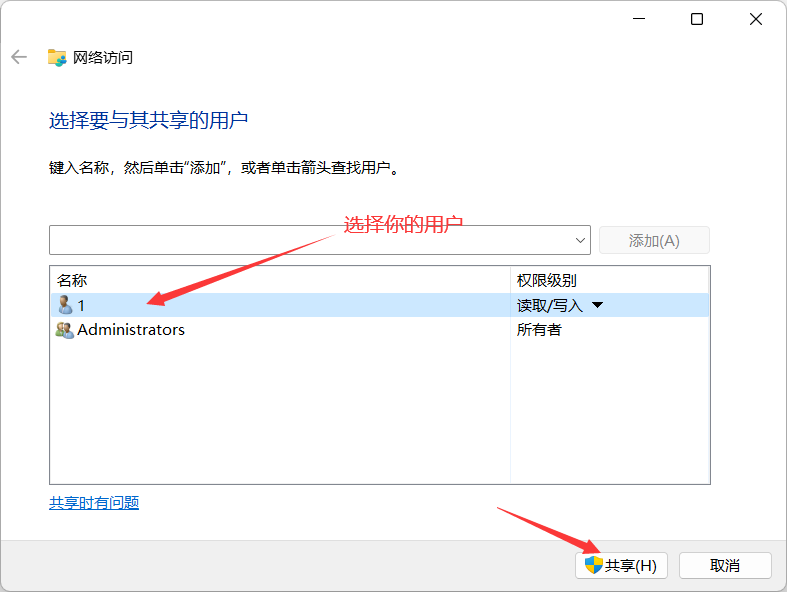 网络访问
选择要与其共享的用户
键入名称，然后单击“添加”，或者单击箭头查找用户。
选择你的用户
添加(A)
名称 权限级别
1 读取/写入
Administrators 所有者
共享时有问题
共享(H) 取消